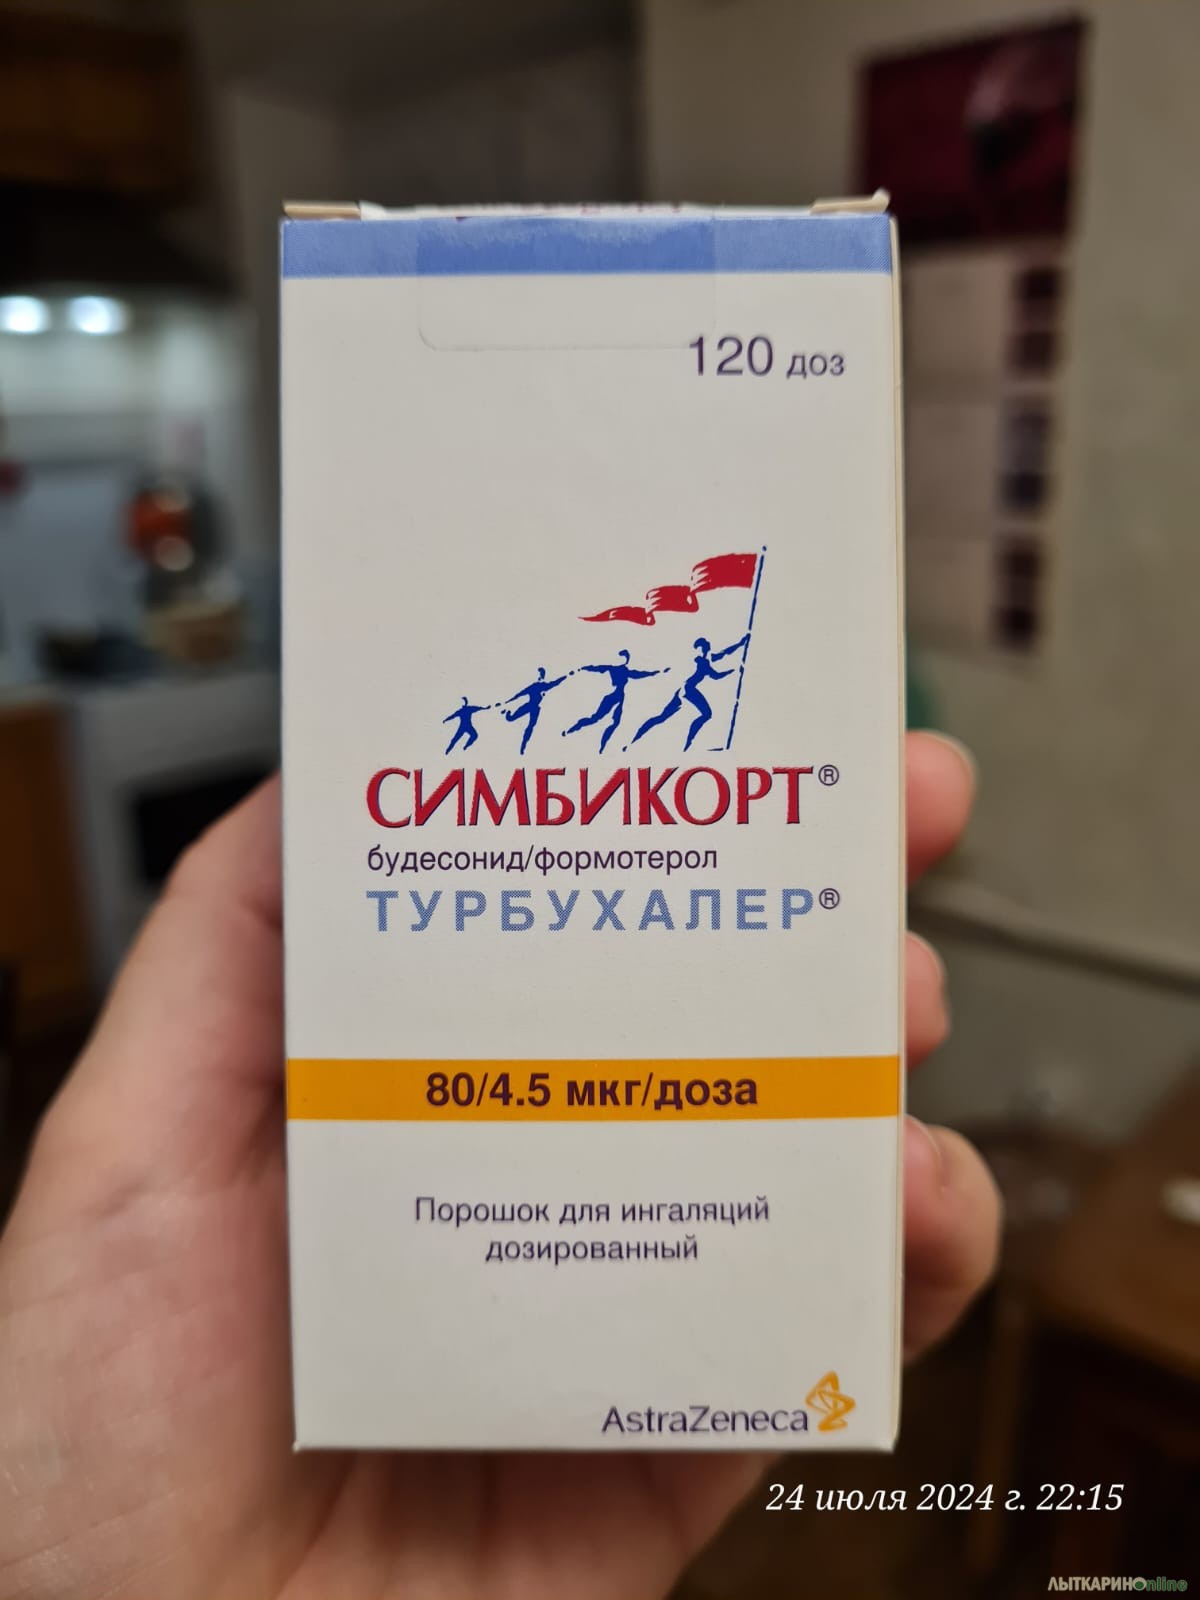 120 доз
СИМБИКОРТ®
будесонид/формотерол
ТУРБУХАЛЕР®
80/4.5 мкг/доза
Порошок для ингаляций
дозированный
AstraZeneca
24 июля 2024 г. 22:15
ЛЫТКАРИНОnline